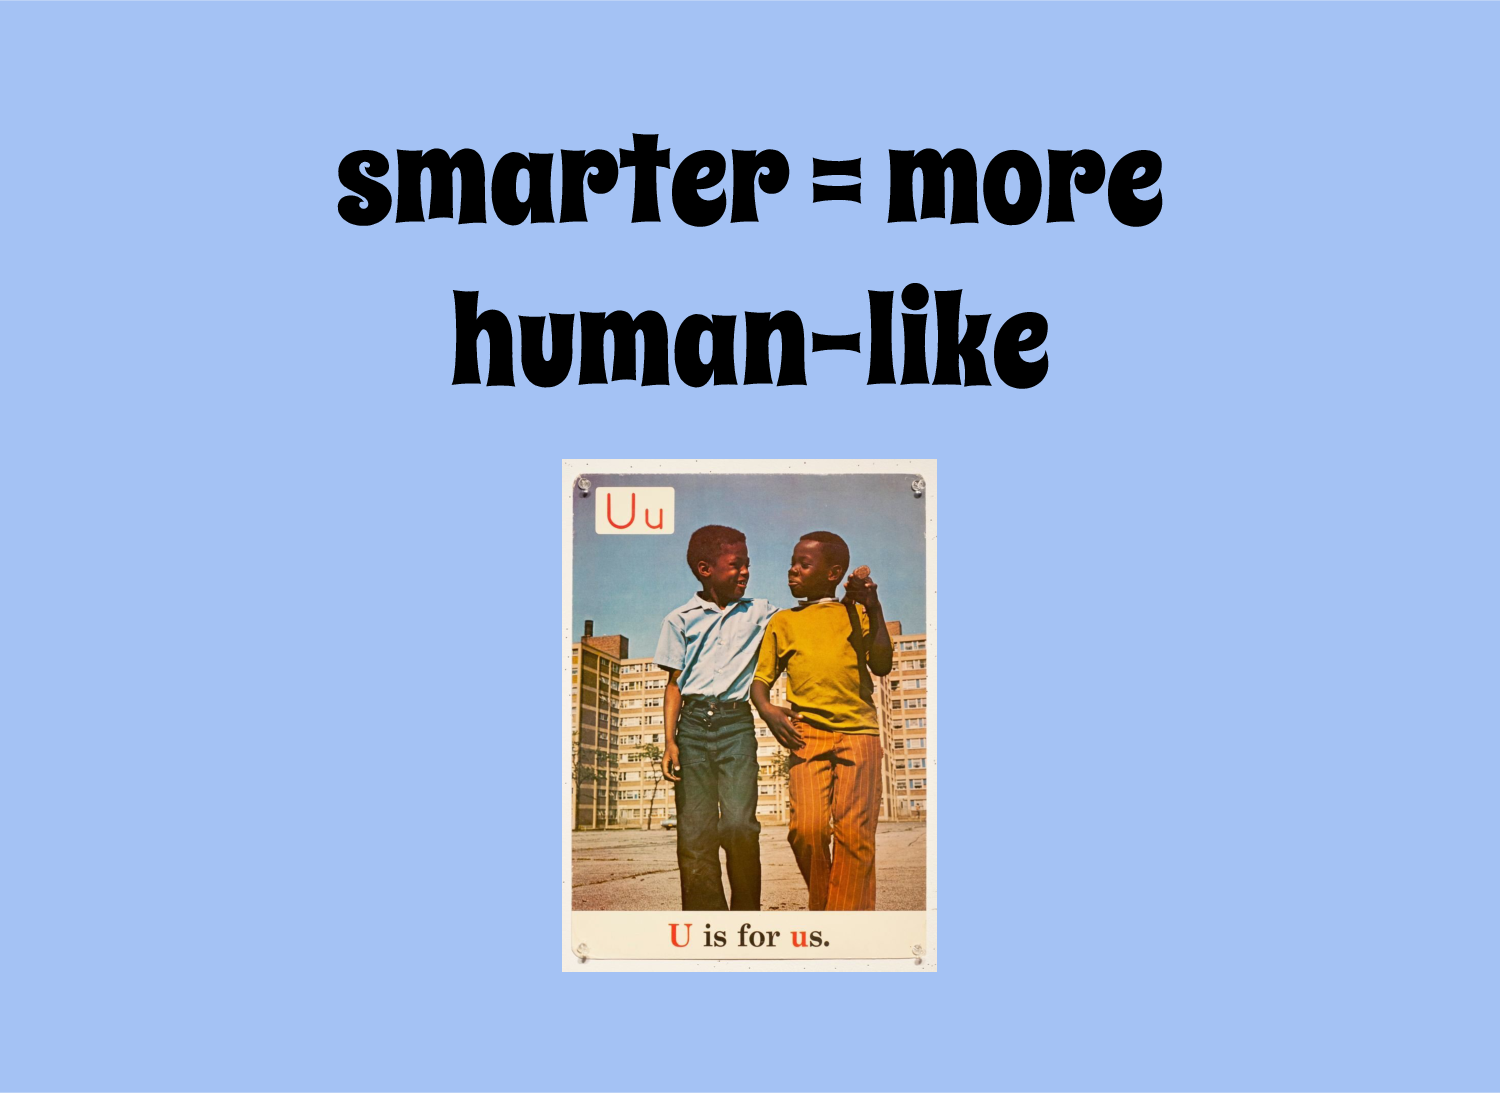 smarter = more
human-like
Uu
U is for us.